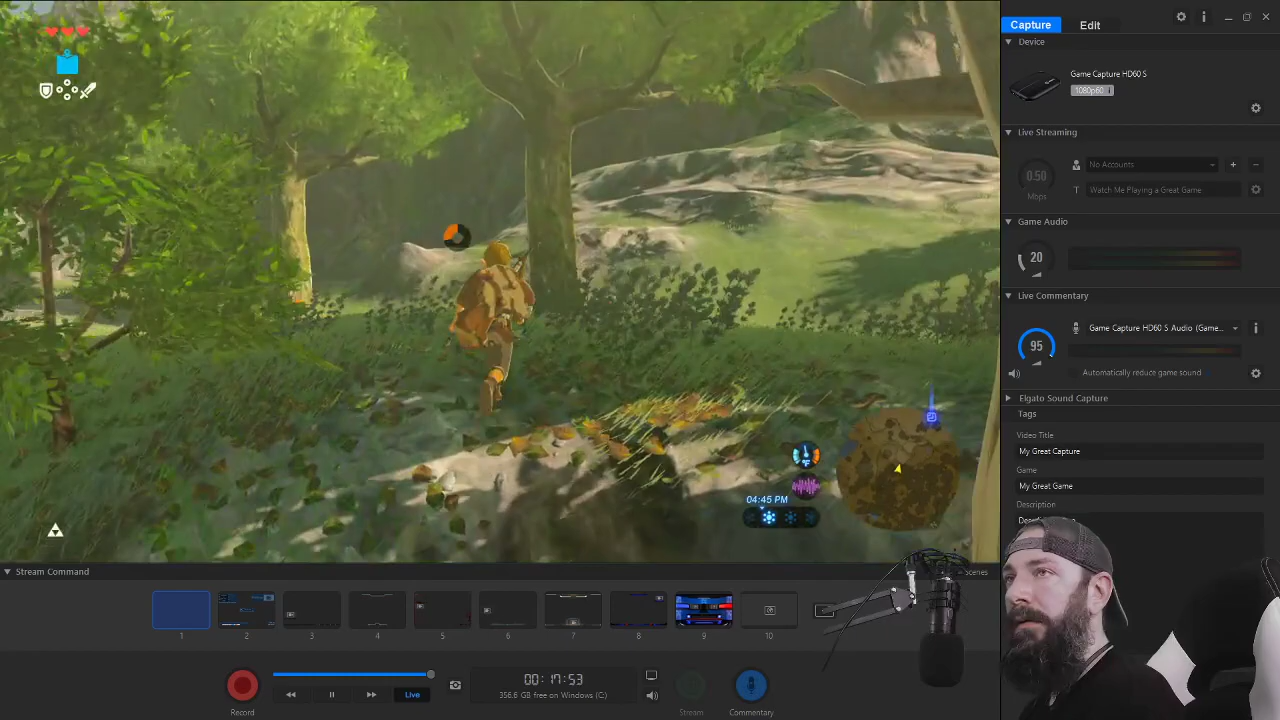 Capture
Edit
Device
Game Capture HD60 S
1080p60
Live Streaming
No Accounts
0.50
Mbps
Watch Me Playing a Great Game
Game Audio
20
Live Commentary
Game Capture HD60 S Audio (Game...
95
Automatically reduce game sound
Elgato Sound Capture
Tags
Video Title
My Great Capture
Game
My Great Game
Description
04:45 PM
°F
Stream Command
Scenes
1 2 3 4 5 6 7 8 9 10
Live
00:17:53
356.6 GB free on Windows (C:)
Record
Stream
Commentary